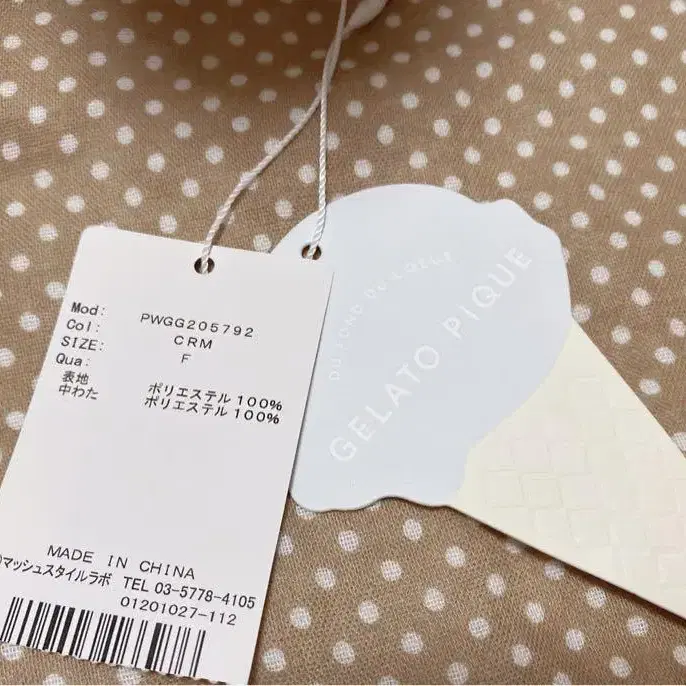 Mod: PWGG205792
Col: CRM
SIZE: F
Qua:
表地 ポリエステル 100%
中わた ポリエステル 100%
MADE IN CHINA
マッシュスタイルラボ TEL 03-5778-4105
01201027-112
DU FOND DU COEUR
GELATO PIQUE